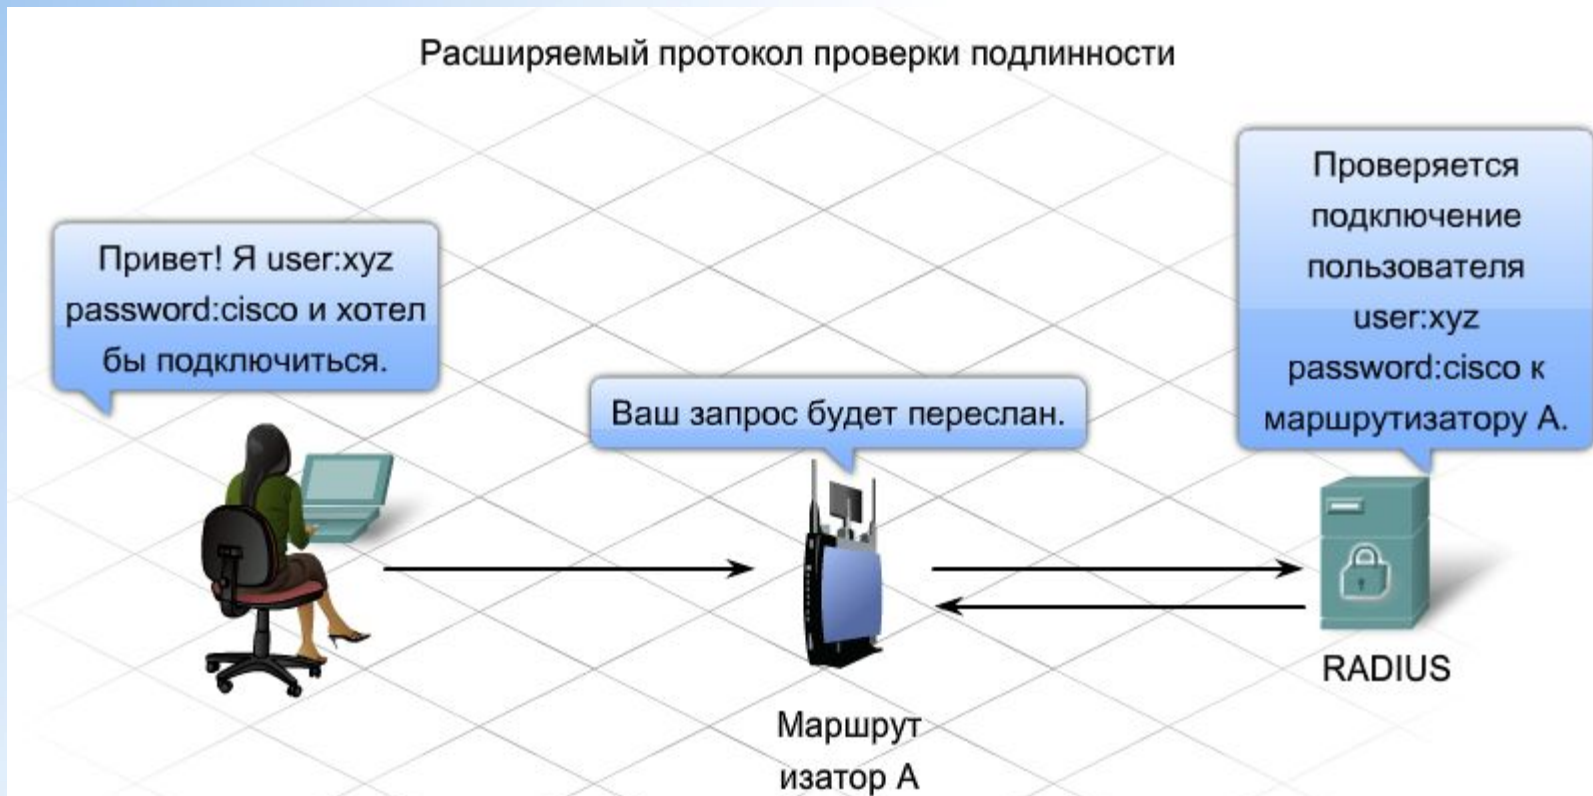 Расширяемый протокол проверки подлинности
Привет! Я user:xyz
password:cisco и хотел
бы подключиться.
Ваш запрос будет переслан.
Проверяется
подключение
пользователя
user:xyz
password:cisco к
маршрутизатору A.
RADIUS
Маршрут
изатор A